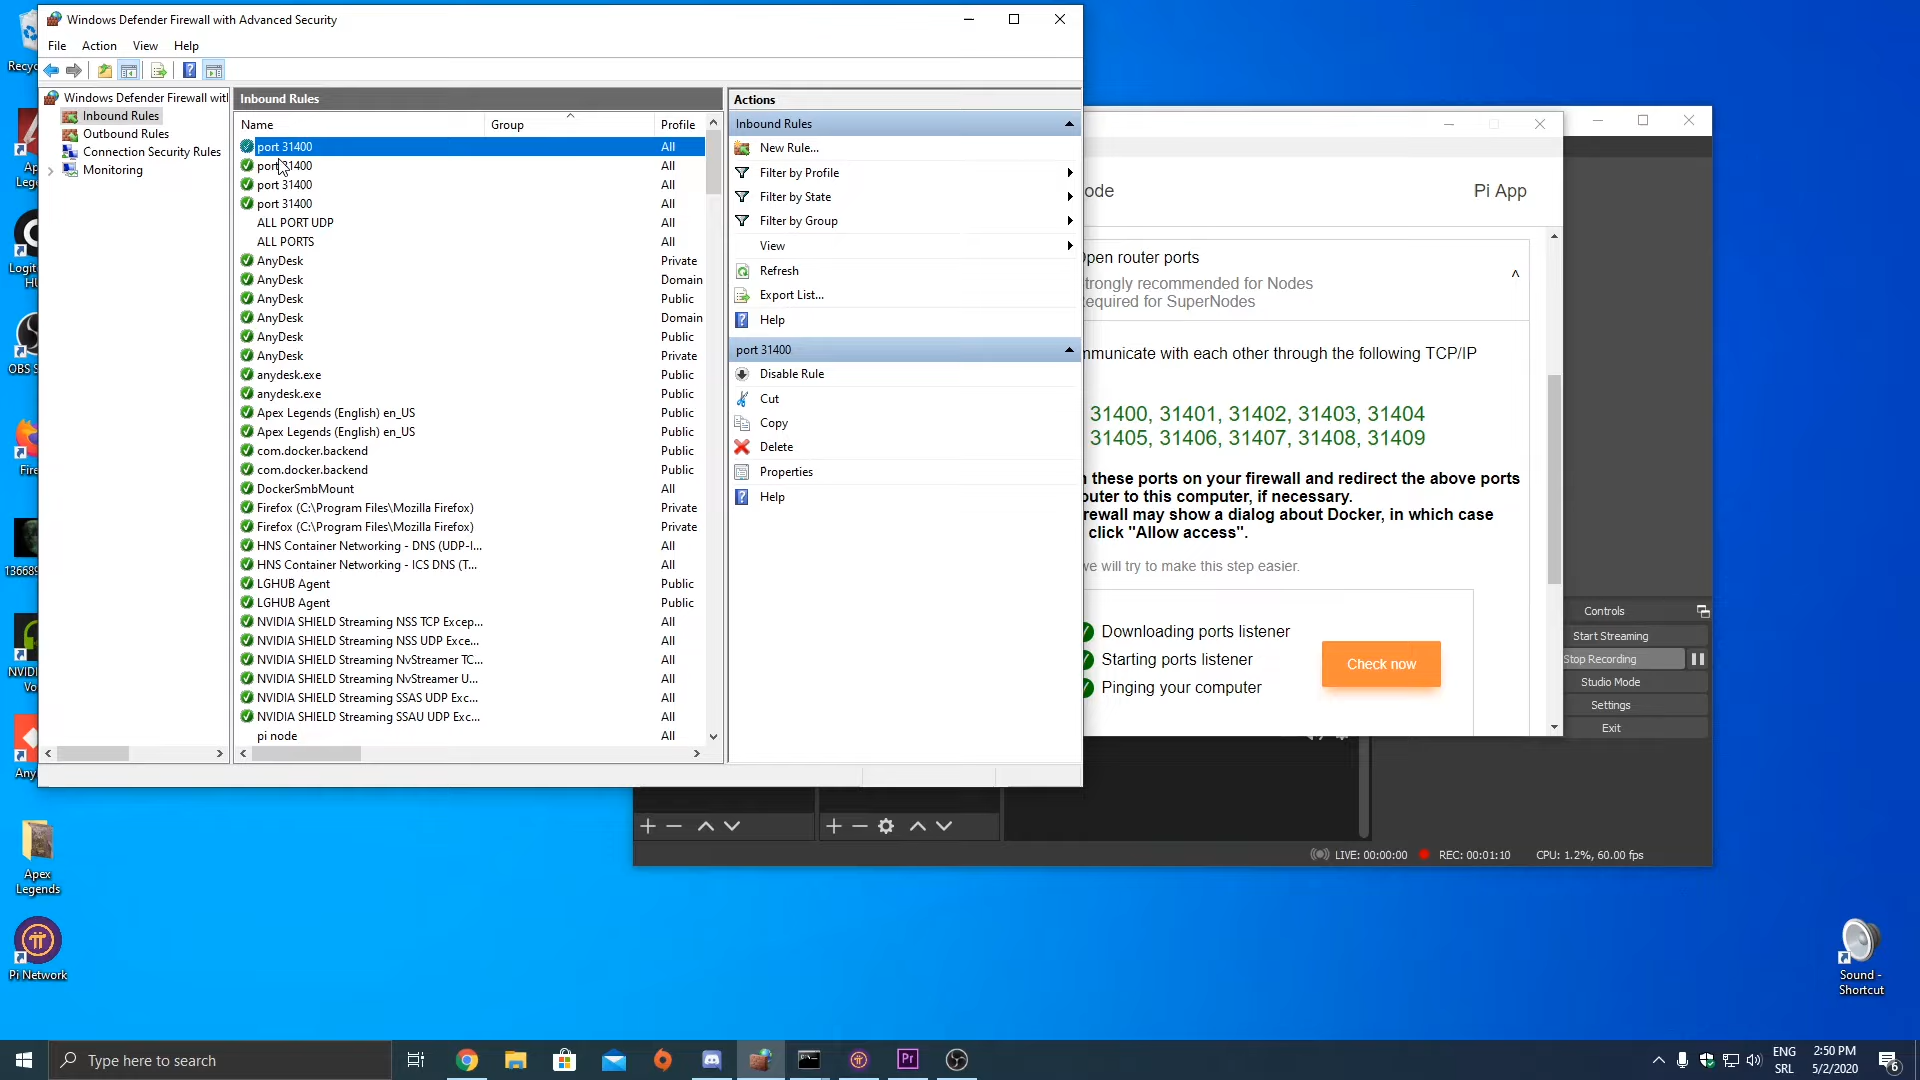 Windows Defender Firewall with Advanced Security
File Action View Help
Windows Defender Firewall wit
Inbound Rules
Outbound Rules
Connection Security Rules
Monitoring
Inbound Rules
Name Group Profile
port 31400 All
port 31400 All
port 31400 All
port 31400 All
ALL PORT UDP All
ALL PORTS All
AnyDesk Private
AnyDesk Domain
AnyDesk Public
AnyDesk Domain
AnyDesk Public
AnyDesk Private
anydesk.exe Public
anydesk.exe Public
Apex Legends (English) en_US Public
Apex Legends (English) en_US Public
com.docker.backend Public
com.docker.backend Public
DockerSmbMount All
Firefox (C:\Program Files\Mozilla Firefox) Private
Firefox (C:\Program Files\Mozilla Firefox) Private
HNS Container Networking - DNS (UDP-I... All
HNS Container Networking - ICS DNS (T... All
LGHUB Agent Public
LGHUB Agent Public
NVIDIA SHIELD Streaming NSS TCP Excep... All
NVIDIA SHIELD Streaming NSS UDP Exce... All
NVIDIA SHIELD Streaming NvStreamer TC... All
NVIDIA SHIELD Streaming NvStreamer U... All
NVIDIA SHIELD Streaming SSAS UDP Exc... All
NVIDIA SHIELD Streaming SSAU UDP Exc... All
pi node All
Actions
Inbound Rules
New Rule...
Filter by Profile
Filter by State
Filter by Group
View
Refresh
Export List...
Help
port 31400
Disable Rule
Cut
Copy
Delete
Properties
Help
ode Pi App
pen router ports
trongly recommended for Nodes
equired for SuperNodes
mmunicate with each other through the following TCP/IP
31400, 31401, 31402, 31403, 31404
31405, 31406, 31407, 31408, 31409
n these ports on your firewall and redirect the above ports
outer to this computer, if necessary.
rewall may show a dialog about Docker, in which case
click "Allow access".
we will try to make this step easier.
Downloading ports listener
Starting ports listener
Pinging your computer
Check now
Controls
Start Streaming
Stop Recording
Studio Mode
Settings
Exit
LIVE: 00:00:00 REC: 00:01:10 CPU: 1.2%, 60.00 fps
Recyc
Ap
Leg
Logit
HU
OBS S
Fire
136689
NVID
Vo
Any
Apex
Legends
Pi Network
Sound -
Shortcut
Type here to search
Pr
ENG
SRL
2:50 PM
5/2/2020
6